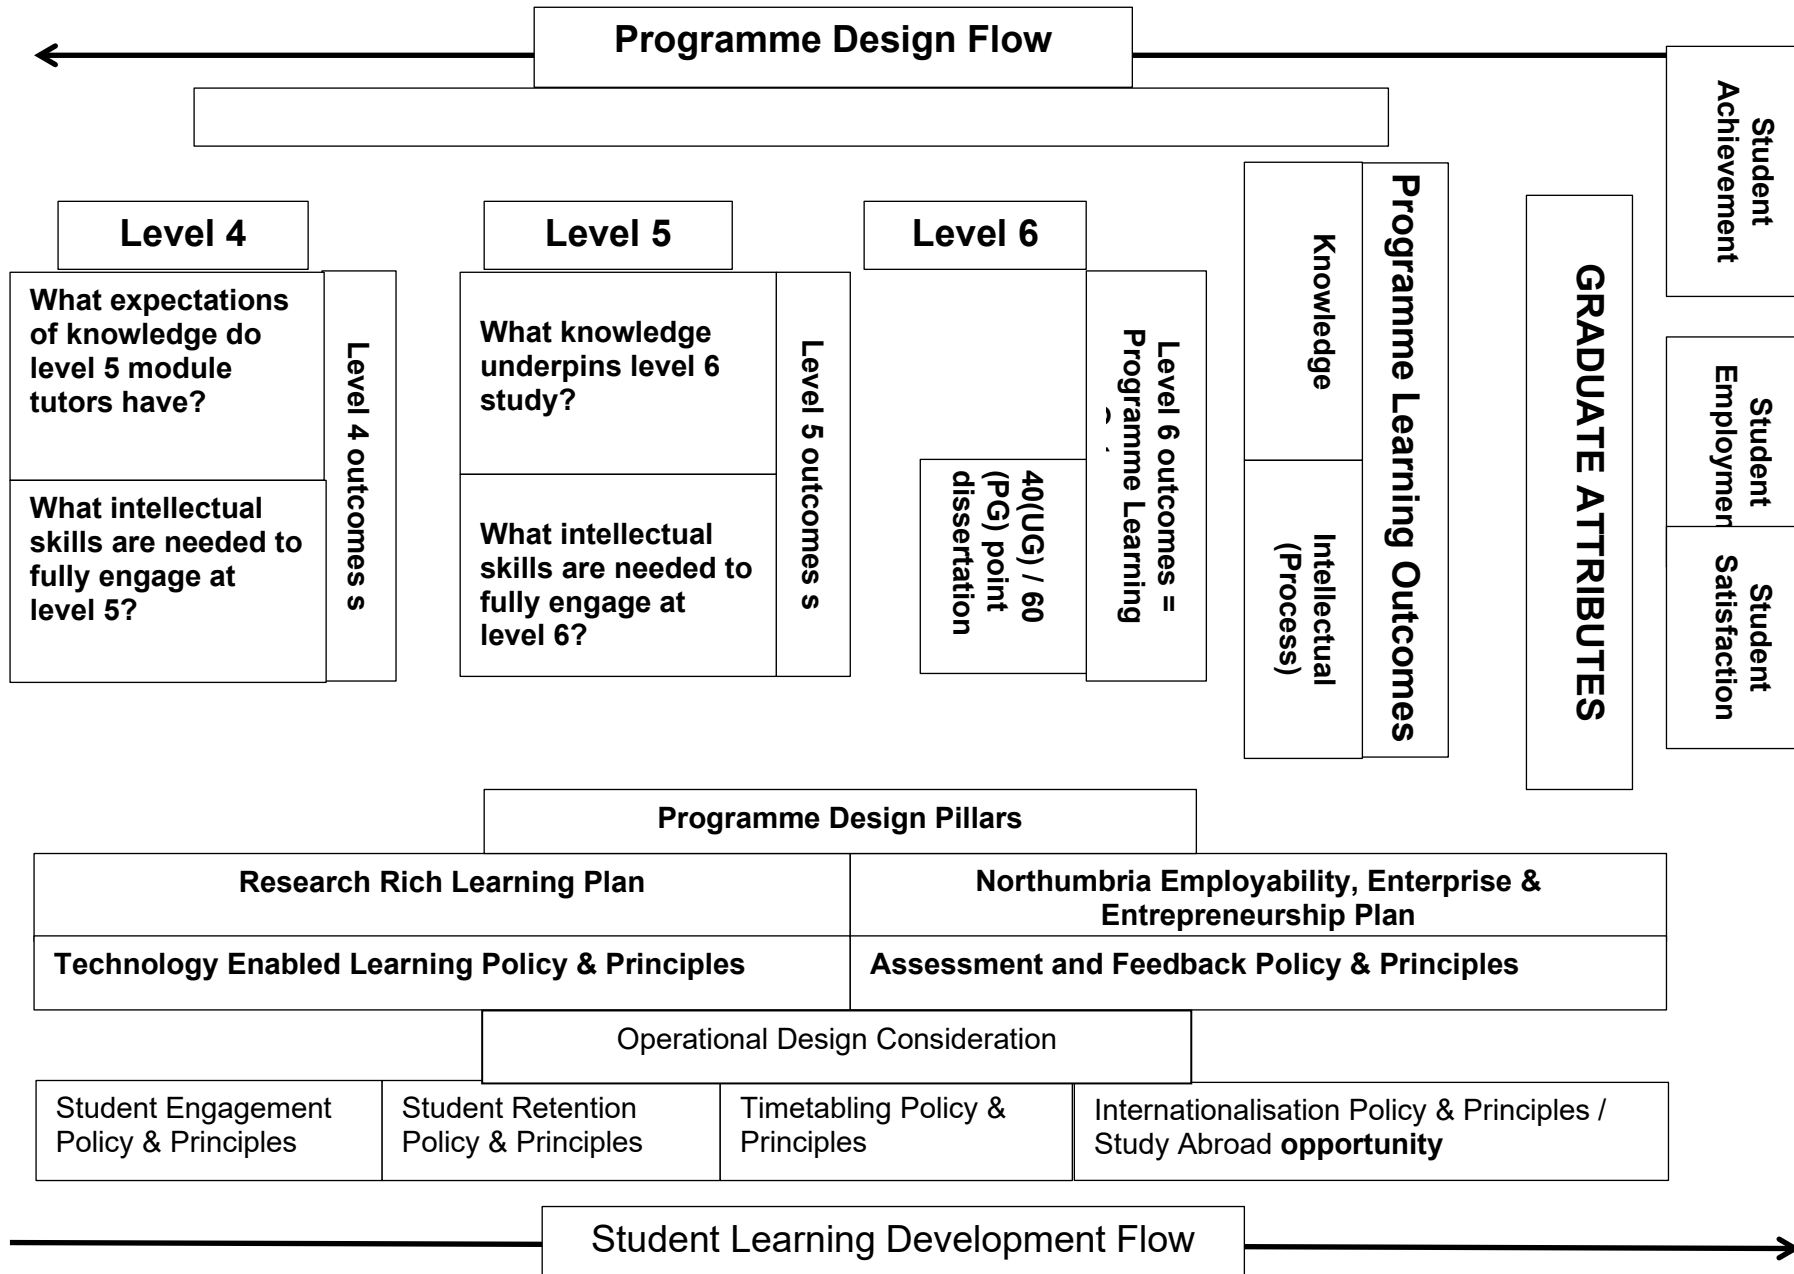 Programme Design Flow
Student
Achievement
Level 4
Level 5
Level 6
What expectations
of knowledge do
level 5 module
tutors have?
What intellectual
skills are needed to
fully engage at
level 5?
Level 4 outcome s
What knowledge
underpins level 6
study?
What intellectual
skills are needed to
fully engage at
level 6?
Level 5 outcome s
40(UG) / 60
(PG) point
dissertation
Level 6 outcomes =
Programme Learning
Knowledge
Intellectual
(Process)
Programme Learning Outcomes
GRADUATE ATTRIBUTES
Student
Employmen
Student
Satisfaction
Programme Design Pillars
Research Rich Learning Plan
Northumbria Employability, Enterprise &
Entrepreneurship Plan
Technology Enabled Learning Policy & Principles
Assessment and Feedback Policy & Principles
Operational Design Consideration
Student Engagement
Policy & Principles
Student Retention
Policy & Principles
Timetabling Policy &
Principles
Internationalisation Policy & Principles /
Study Abroad opportunity
Student Learning Development Flow